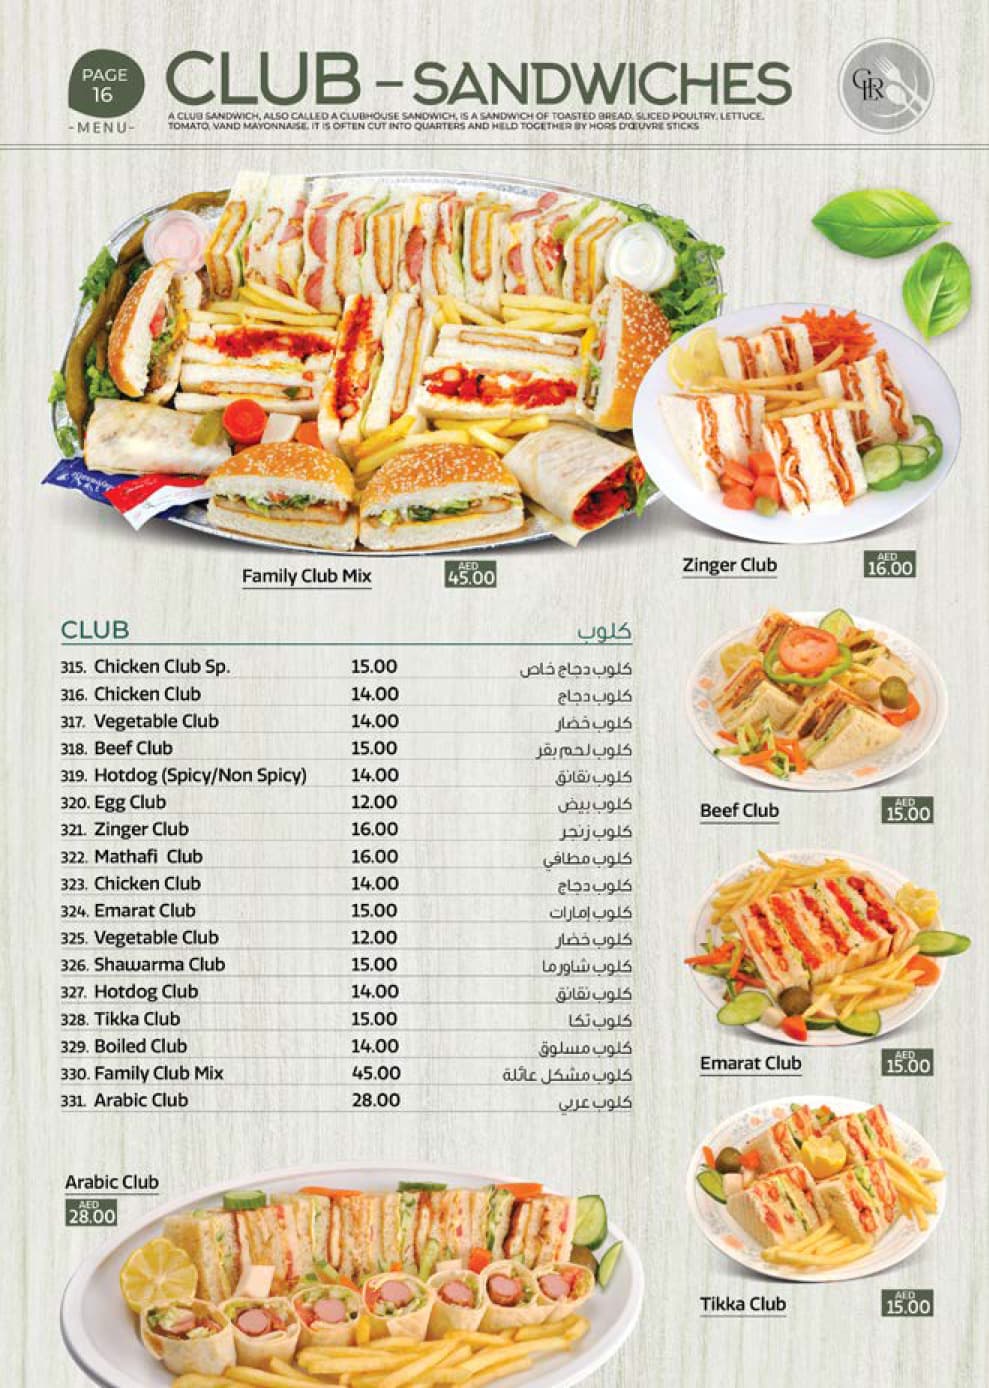 PAGE
16
-MENU-
CLUB – SANDWICHES
A CLUB SANDWICH, ALSO CALLED A CLUBHOUSE SANDWICH, IS A SANDWICH OF TOASTED BREAD, SLICED POULTRY, LETTUCE,
TOMATO, VAND MAYONNAISE. IT IS OFTEN CUT INTO QUARTERS AND HELD TOGETHER BY HORS D'ŒUVRE STICKS
Family Club Mix
AED
45.00
Zinger Club
AED
16.00
CLUB كلوب
315. Chicken Club Sp. 15.00 كلوب دجاج خاص
316. Chicken Club 14.00 كلوب دجاج
317. Vegetable Club 14.00 كلوب خضار
318. Beef Club 15.00 كلوب لحم بقر
319. Hotdog (Spicy/Non Spicy) 14.00 كلوب نقانق
320. Egg Club 12.00 كلوب بيض
321. Zinger Club 16.00 كلوب زنجر
322. Mathafi Club 16.00 كلوب مطافي
323. Chicken Club 14.00 كلوب دجاج
324. Emarat Club 15.00 كلوب إمارات
325. Vegetable Club 12.00 كلوب خضار
326. Shawarma Club 15.00 كلوب شاورما
327. Hotdog Club 14.00 كلوب نقانق
328. Tikka Club 15.00 كلوب تكا
329. Boiled Club 14.00 كلوب مسلوق
330. Family Club Mix 45.00 كلوب مشكل عائلة
331. Arabic Club 28.00 كلوب عربي
Beef Club
AED
15.00
Emarat Club
AED
15.00
Tikka Club
AED
15.00
Arabic Club
AED
28.00